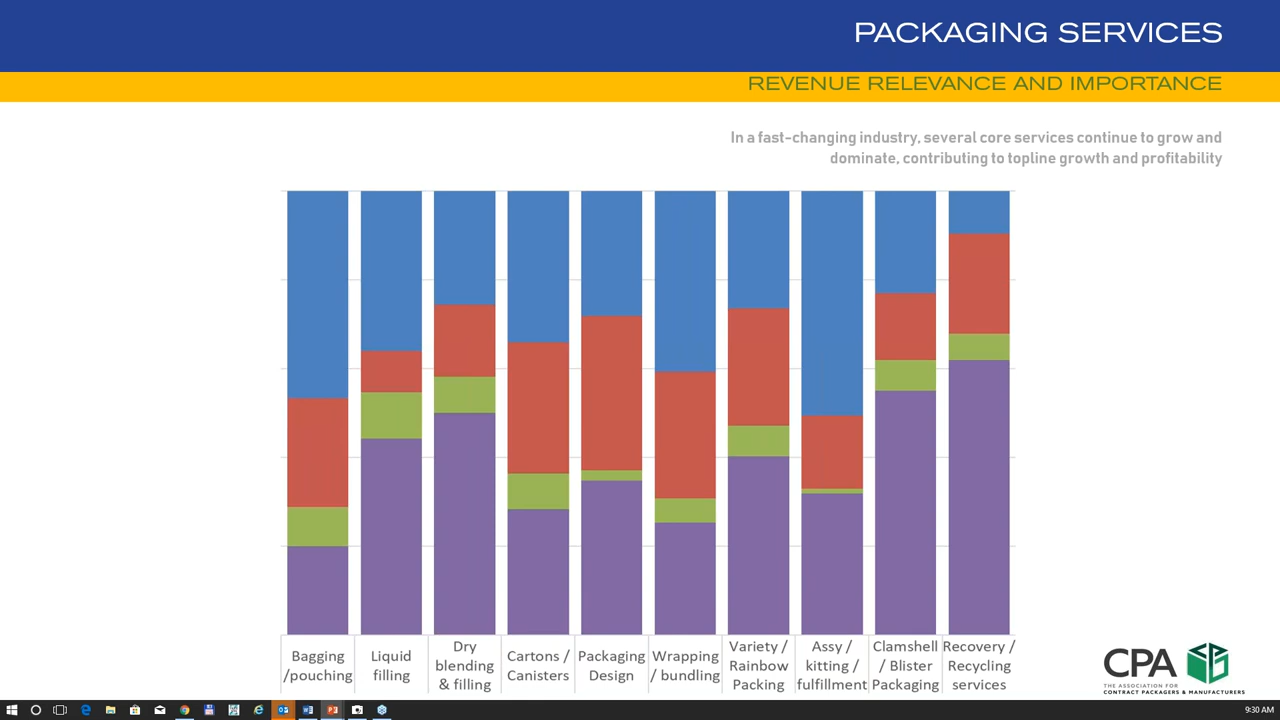 PACKAGING SERVICES
REVENUE RELEVANCE AND IMPORTANCE
In a fast-changing industry, several core services continue to grow and
dominate, contributing to topline growth and profitability
Bagging
/pouching
Liquid
filling
Dry
blending
& filling
Cartons /
Canisters
Packaging
Design
Wrapping
/ bundling
Variety /
Rainbow
Packing
Assy /
kitting /
fulfillment
Clamshell
/ Blister
Packaging
Recovery /
Recycling
services
CPA
THE ASSOCIATION FOR
CONTRACT PACKAGERS & MANUFACTURERS
9:30 AM